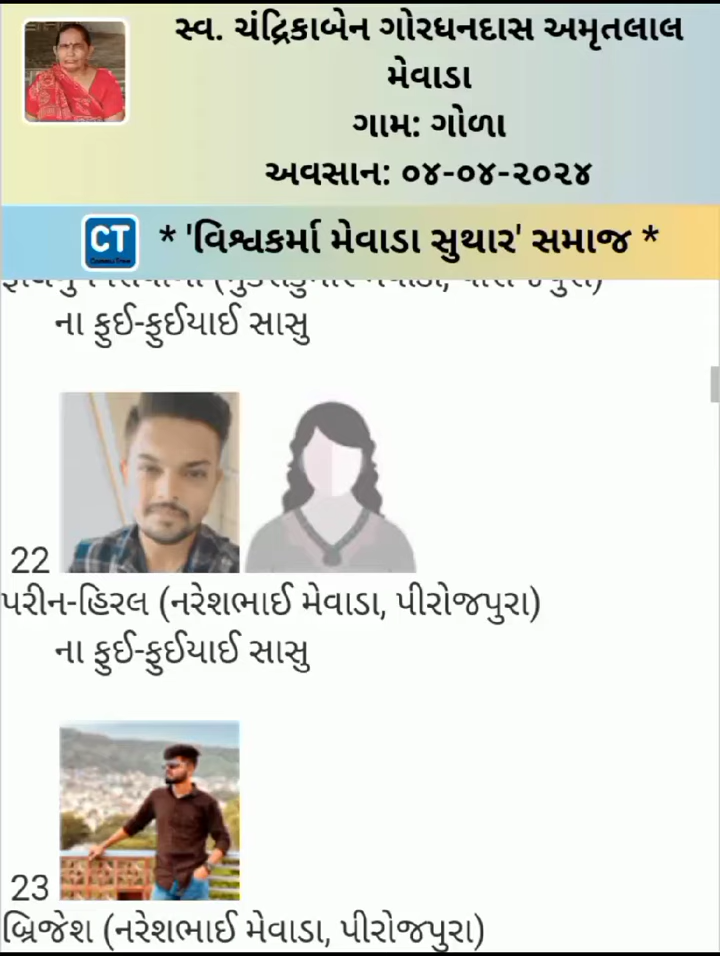 સ્વ. ચંદ્રિકાબેન ગોરધનદાસ અમૃતલાલ
મેવાડા
ગામ: ગોળા
અવસાન: ૦૪-૦૪-૨૦૨૪
CT * 'વિશ્વકર્મા મેવાડા સુથાર' સમાજ *
ના ફુઈ-ફુઈયાઈ સાસુ
22
પરીન-હિરલ (નરેશભાઈ મેવાડા, પીરોજપુરા)
ના ફુઈ-ફુઈયાઈ સાસુ
23
બ્રિજેશ (નરેશભાઈ મેવાડા, પીરોજપુરા)